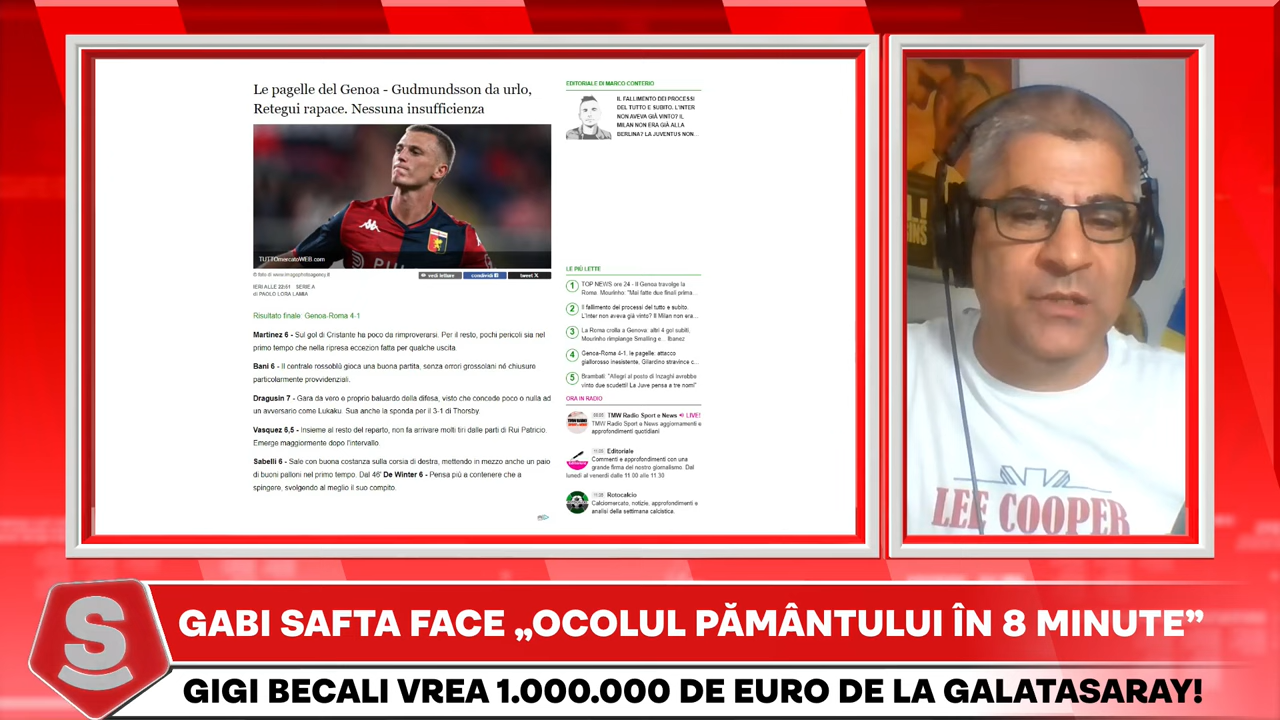 Le pagelle del Genoa - Gudmundsson da urlo,
Retegui rapace. Nessuna insufficienza
TUTTOmercatoWEB.com
© foto di www.imagephotoagency.it
vedi letture
condividi
tweet
IERI ALLE 22:51 SERIE A
di PAOLO LORA LAMIA
Risultato finale: Genoa-Roma 4-1
Martinez 6 - Sul gol di Cristante ha poco da rimproverarsi. Per il resto, pochi pericoli sia nel
primo tempo che nella ripresa eccezion fatta per qualche uscita.
Bani 6 - Il centrale rossoblù gioca una buona partita, senza errori grossolani né chiusure
particolarmente provvidenziali.
Dragusin 7 - Gara da vero e proprio baluardo della difesa, visto che concede poco o nulla ad
un avversario come Lukaku. Sua anche la sponda per il 3-1 di Thorsby.
Vasquez 6,5 - Insieme al resto del reparto, non fa arrivare molti tiri dalle parti di Rui Patricio.
Emerge maggiormente dopo l'intervallo.
Sabelli 6 - Sale con buona costanza sulla corsia di destra, mettendo in mezzo anche un paio
di buoni palloni nel primo tempo. Dal 46' De Winter 6 - Pensa più a contenere che a
spingere, svolgendo al meglio il suo compito.
EDITORIALE DI MARCO CONTERIO
IL FALLIMENTO DEI PROCESSI
DEL TUTTO E SUBITO. L'INTER
NON AVEVA GIÀ VINTO? IL
MILAN NON ERA GIÀ ALLA
BERLINA? LA JUVENTUS NON...
LE PIÙ LETTE
1 TOP NEWS ore 24 - Il Genoa travolge la
Roma. Mourinho: "Mai fatte due finali prima...
2 Il fallimento dei processi del tutto e subito.
L'Inter non aveva già vinto? Il Milan non era...
3 La Roma crolla a Genova: altri 4 gol subiti.
Mourinho rimpiange Smalling e... Ibanez
4 Genoa-Roma 4-1, le pagelle: attacco
giallorosso inesistente, Gilardino stravince c...
5 Brambati: "Allegri al posto di Inzaghi avrebbe
vinto due scudetti! La Juve pensa a tre nomi"
ORA IN RADIO
TMW Radio Sport e News LIVE!
TMW Radio Sport e News aggiornamenti e
approfondimenti quotidiani
Editoriale
Commenti e approfondimenti con una
grande firma del nostro giornalismo. Dal
lunedì al venerdì dalle 11.00 alle 11.30
Rotocalcio
Calciomercato, notizie, approfondimenti e
analisi della settimana calcistica.
LEE COOPER
S
GABI SAFTA FACE „OCOLUL PĂMÂNTULUI ÎN 8 MINUTE”
GIGI BECALI VREA 1.000.000 DE EURO DE LA GALATASARAY!